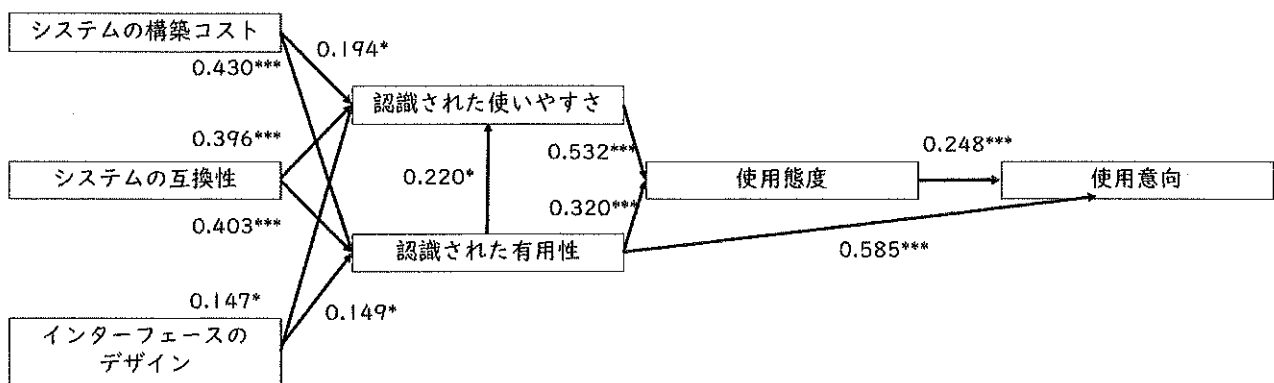 システムの構築コスト
0.194*
0.430***
認識された使いやすさ
0.396***
0.532***
0.248***
システムの互換性
0.220*
使用態度
使用意向
0.320***
0.403***
認識された有用性
0.585***
0.147*
0.149*
インターフェースの
デザイン